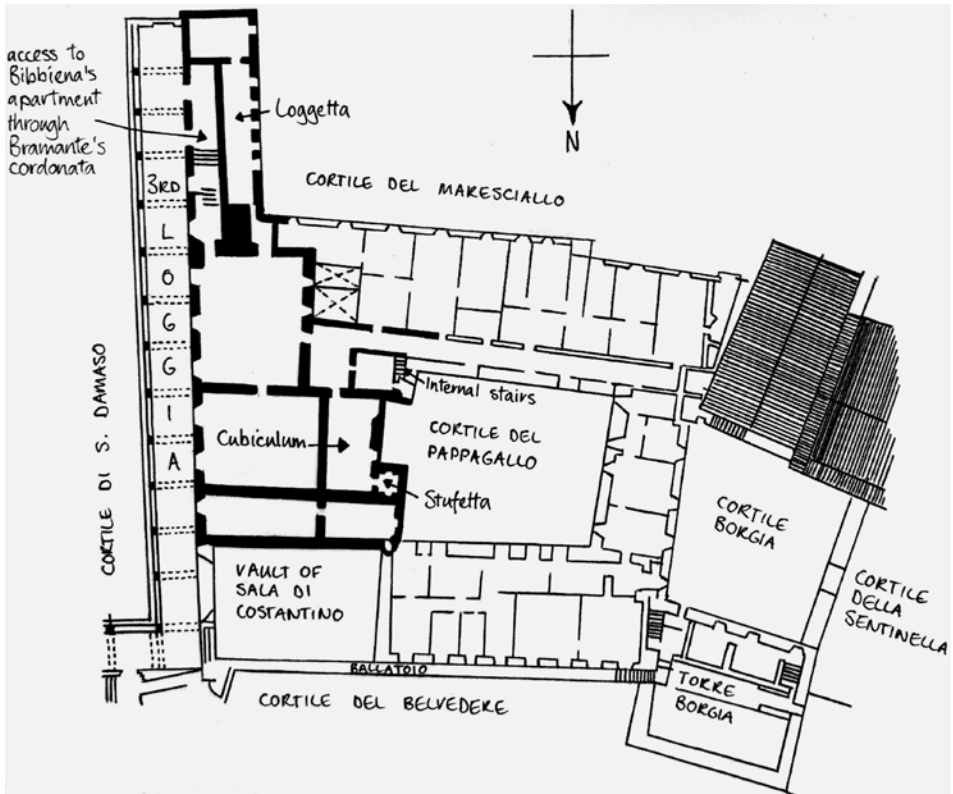 access to
Bibbiena's
apartment
through
Bramante's
cordonata
Loggetta
N
CORTILE DEL MARESCIALLO
3RD
L
O
G
G
I
A
CORTILE DI S. DAMASO
Internal stairs
Cubiculum
CORTILE DEL
PAPPAGALLO
Stufetta
CORTILE
BORGIA
VAULT OF
SALA DI
COSTANTINO
CORTILE
DELLA
SENTINELLA
BALLATOIO
TORRE
BORGIA
CORTILE DEL BELVEDERE